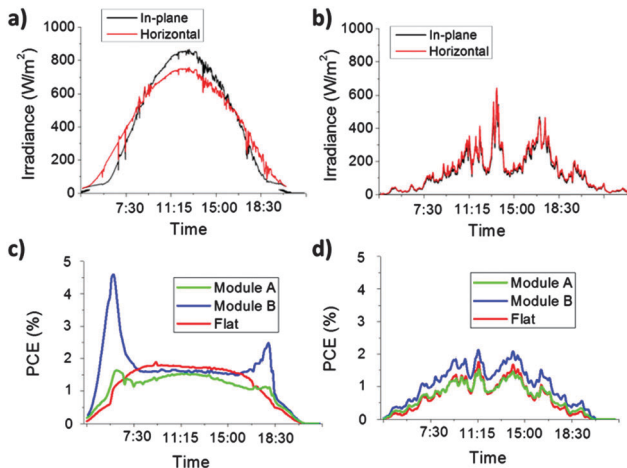 a)
In-plane
Horizontal
1000
800
600
400
200
0
Irradiance (W/m²)
7:30 11:15 15:00 18:30
Time
b)
In-plane
Horizontal
1000
800
600
400
200
0
Irradiance (W/m²)
7:30 11:15 15:00 18:30
Time
c)
Module A
Module B
Flat
5
4
3
2
1
0
PCE (%)
7:30 11:15 15:00 18:30
Time
d)
Module A
Module B
Flat
5
4
3
2
1
0
PCE (%)
7:30 11:15 15:00 18:30
Time